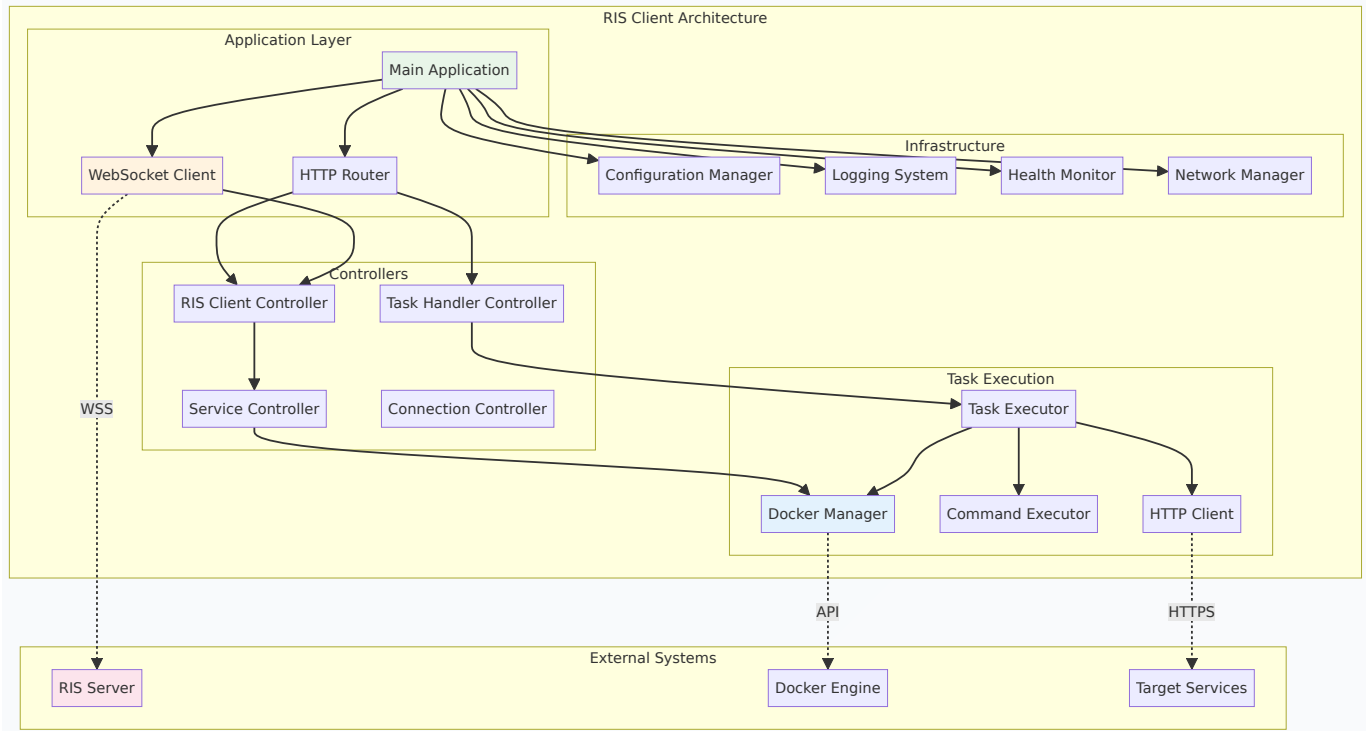 RIS Client Architecture
Application Layer
Main Application
Infrastructure
WebSocket Client
HTTP Router
Configuration Manager
Logging System
Health Monitor
Network Manager
Controllers
RIS Client Controller
Task Handler Controller
Task Execution
WSS
Service Controller
Connection Controller
Task Executor
Docker Manager
Command Executor
HTTP Client
API
HTTPS
External Systems
RIS Server
Docker Engine
Target Services